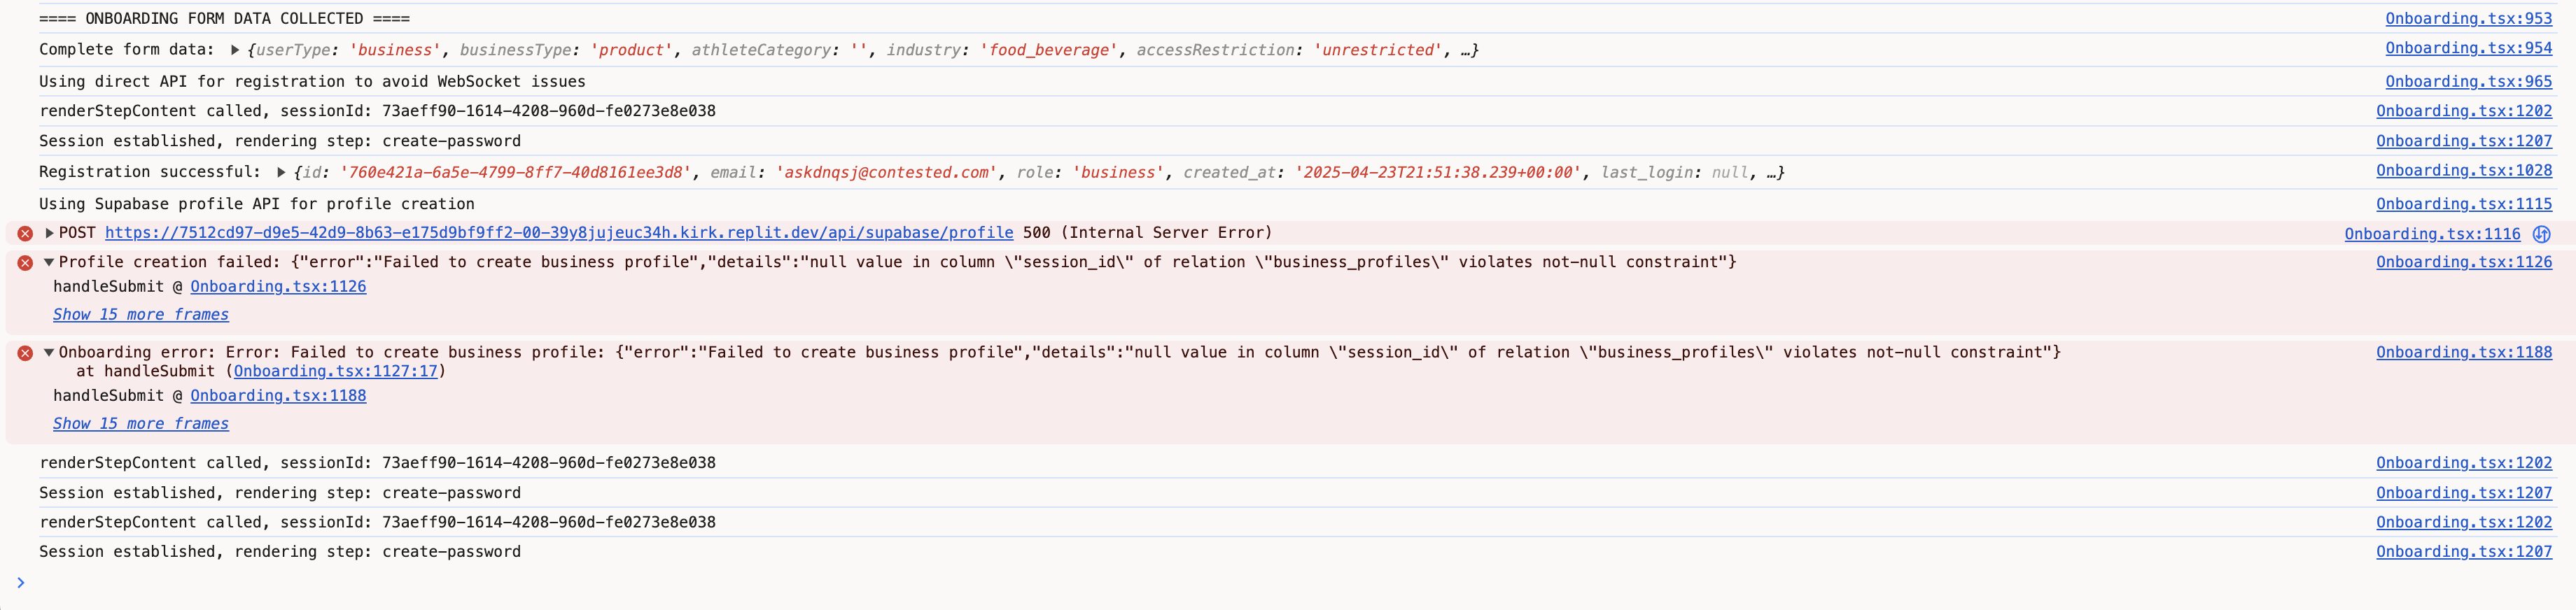 ==== ONBOARDING FORM DATA COLLECTED ==== Onboarding.tsx:953
Complete form data: ▶ {userType: 'business', businessType: 'product', athleteCategory: '', industry: 'food_beverage', accessRestriction: 'unrestricted', …} Onboarding.tsx:954
Using direct API for registration to avoid WebSocket issues Onboarding.tsx:965
renderStepContent called, sessionId: 73aeff90-1614-4208-960d-fe0273e8e038 Onboarding.tsx:1202
Session established, rendering step: create-password Onboarding.tsx:1207
Registration successful: ▶ {id: '760e421a-6a5e-4799-8ff7-40d8161ee3d8', email: 'askdnqsj@contested.com', role: 'business', created_at: '2025-04-23T21:51:38.239+00:00', last_login: null, …} Onboarding.tsx:1028
Using Supabase profile API for profile creation Onboarding.tsx:1115
▶ POST https://7512cd97-d9e5-42d9-8b63-e175d9bf9ff2-00-39y8jujeuc34h.kirk.replit.dev/api/supabase/profile 500 (Internal Server Error) Onboarding.tsx:1116
▼ Profile creation failed: {"error":"Failed to create business profile","details":"null value in column \"session_id\" of relation \"business_profiles\" violates not-null constraint"} Onboarding.tsx:1126
handleSubmit @ Onboarding.tsx:1126
Show 15 more frames
▼ Onboarding error: Error: Failed to create business profile: {"error":"Failed to create business profile","details":"null value in column \"session_id\" of relation \"business_profiles\" violates not-null constraint"} Onboarding.tsx:1188
at handleSubmit (Onboarding.tsx:1127:17)
handleSubmit @ Onboarding.tsx:1188
Show 15 more frames
renderStepContent called, sessionId: 73aeff90-1614-4208-960d-fe0273e8e038 Onboarding.tsx:1202
Session established, rendering step: create-password Onboarding.tsx:1207
renderStepContent called, sessionId: 73aeff90-1614-4208-960d-fe0273e8e038 Onboarding.tsx:1202
Session established, rendering step: create-password Onboarding.tsx:1207